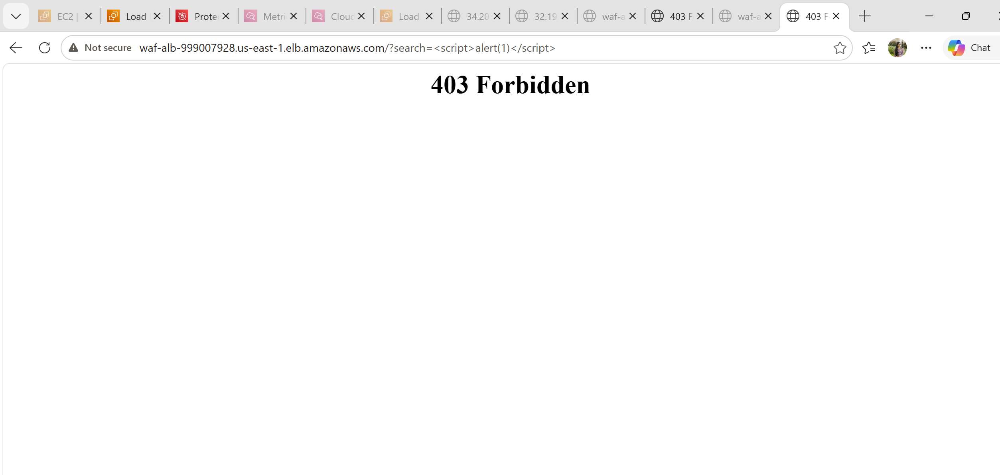 EC2 | Load Prote Metri Cloud Load 34.20 32.19 waf-a 403 F waf-a 403 F
Not secure waf-alb-999007928.us-east-1.elb.amazonaws.com/?search=<script>alert(1)</script> Chat
403 Forbidden